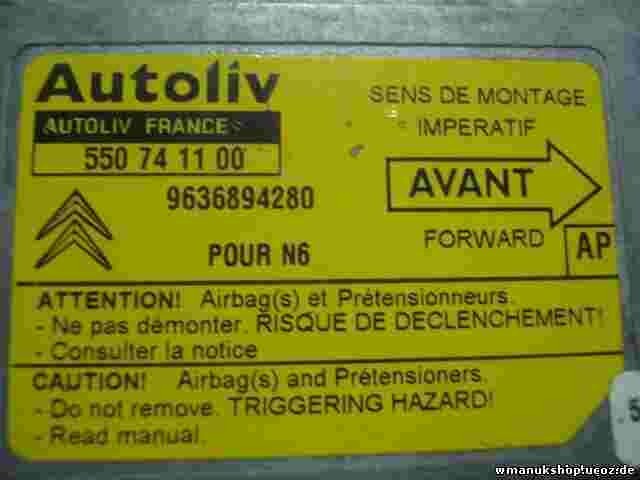 Autoliv
AUTOLIV FRANCE
550 74 11 00
9636894280
POUR N6
SENS DE MONTAGE
IMPERATIF
AVANT
FORWARD
AP
ATTENTION! Airbag(s) et Prétensionneurs.
- Ne pas démonter. RISQUE DE DECLENCHEMENT!
- Consulter la notice
CAUTION! Airbag(s) and Prétensioners.
- Do not remove. TRIGGERING HAZARD!
- Read manual.
5
wmanukshop!ucoz:de